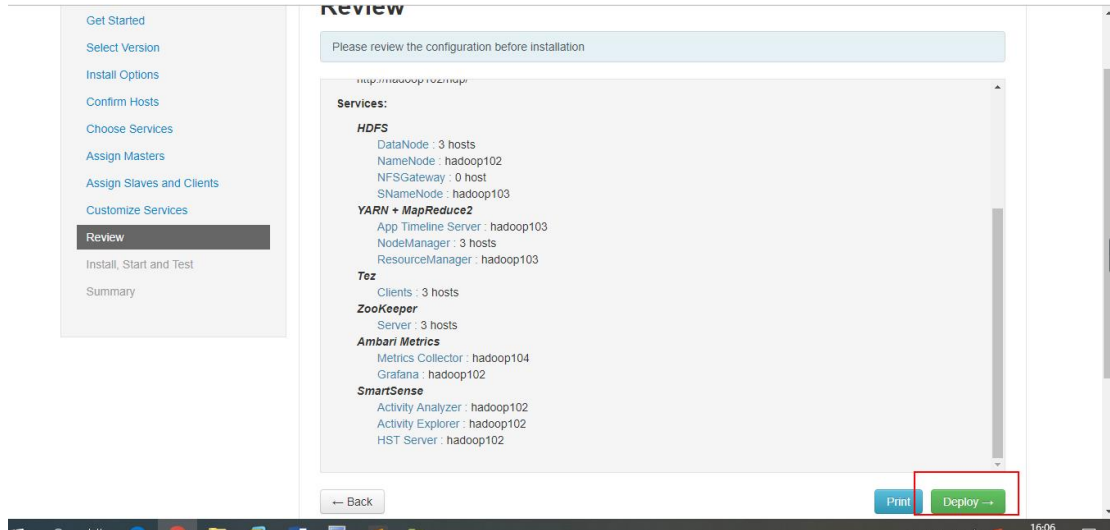 Review
Get Started
Select Version
Install Options
Confirm Hosts
Choose Services
Assign Masters
Assign Slaves and Clients
Customize Services
Review
Install, Start and Test
Summary
Please review the configuration before installation
http://hadoop102/hdp/
Services:
HDFS
DataNode : 3 hosts
NameNode : hadoop102
NFSGateway : 0 host
SNameNode : hadoop103
YARN + MapReduce2
App Timeline Server : hadoop103
NodeManager : 3 hosts
ResourceManager : hadoop103
Tez
Clients : 3 hosts
ZooKeeper
Server : 3 hosts
Ambari Metrics
Metrics Collector : hadoop104
Grafana : hadoop102
SmartSense
Activity Analyzer : hadoop102
Activity Explorer : hadoop102
HST Server : hadoop102
← Back
Print
Deploy →
16:06